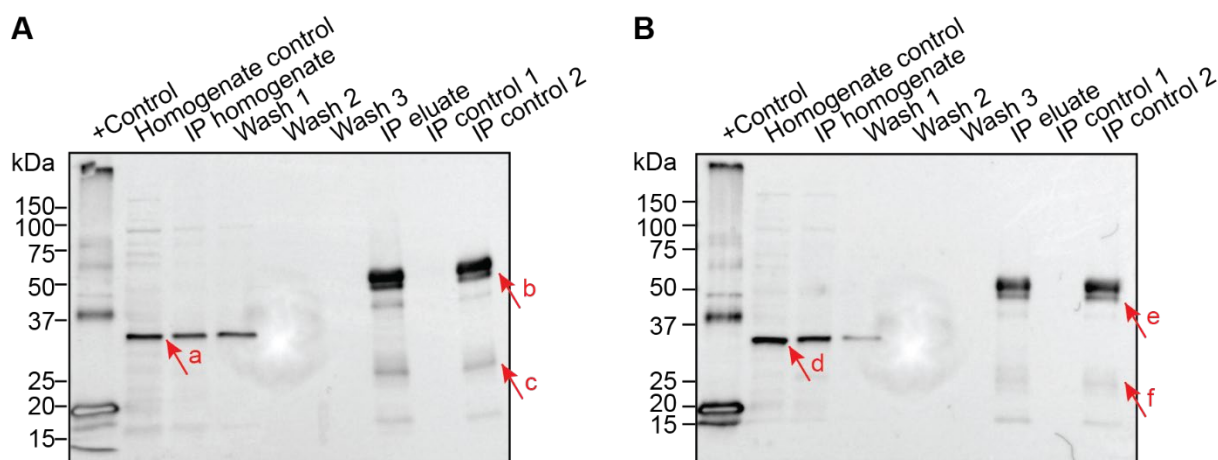 A
+Control
Homogenate control
IP homogenate
Wash 1
Wash 2
Wash 3
IP eluate
IP control 1
IP control 2
kDa
150
100
75
50
37
25
20
15
a
b
c
B
+Control
Homogenate control
IP homogenate
Wash 1
Wash 2
Wash 3
IP eluate
IP control 1
IP control 2
kDa
150
100
75
50
37
25
20
15
d
e
f